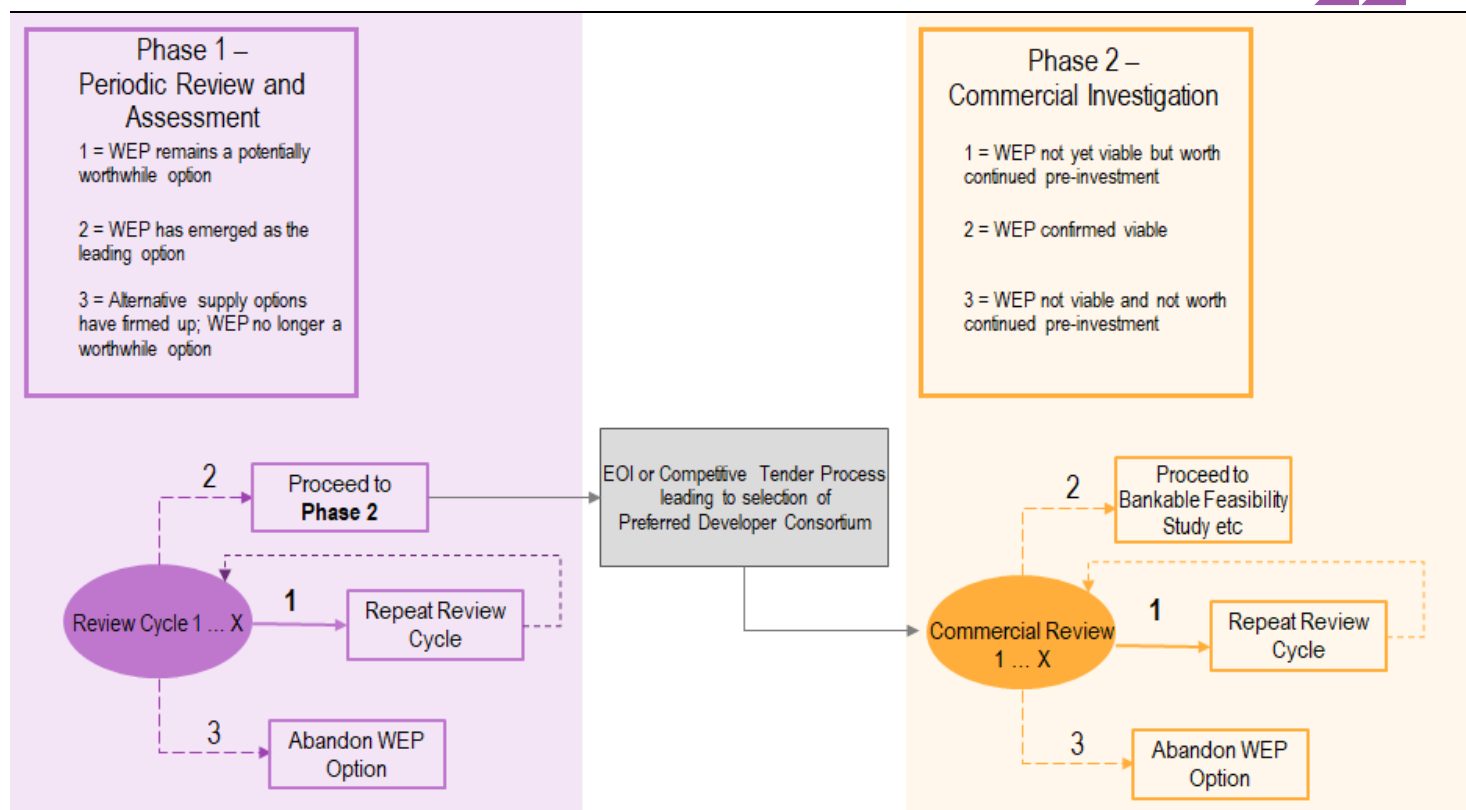 Phase 1 –
Periodic Review and
Assessment
1 = WEP remains a potentially
worthwhile option
2 = WEP has emerged as the
leading option
3 = Alternative supply options
have firmed up; WEP no longer a
worthwhile option
2
Proceed to
Phase 2
Review Cycle 1 ... X
1
Repeat Review
Cycle
3
Abandon WEP
Option
EOI or Competitive Tender Process
leading to selection of
Preferred Developer Consortium
Phase 2 –
Commercial Investigation
1 = WEP not yet viable but worth
continued pre-investment
2 = WEP confirmed viable
3 = WEP not viable and not worth
continued pre-investment
2
Proceed to
Bankable Feasibility
Study etc
Commercial Review
1 ... X
1
Repeat Review
Cycle
3
Abandon WEP
Option